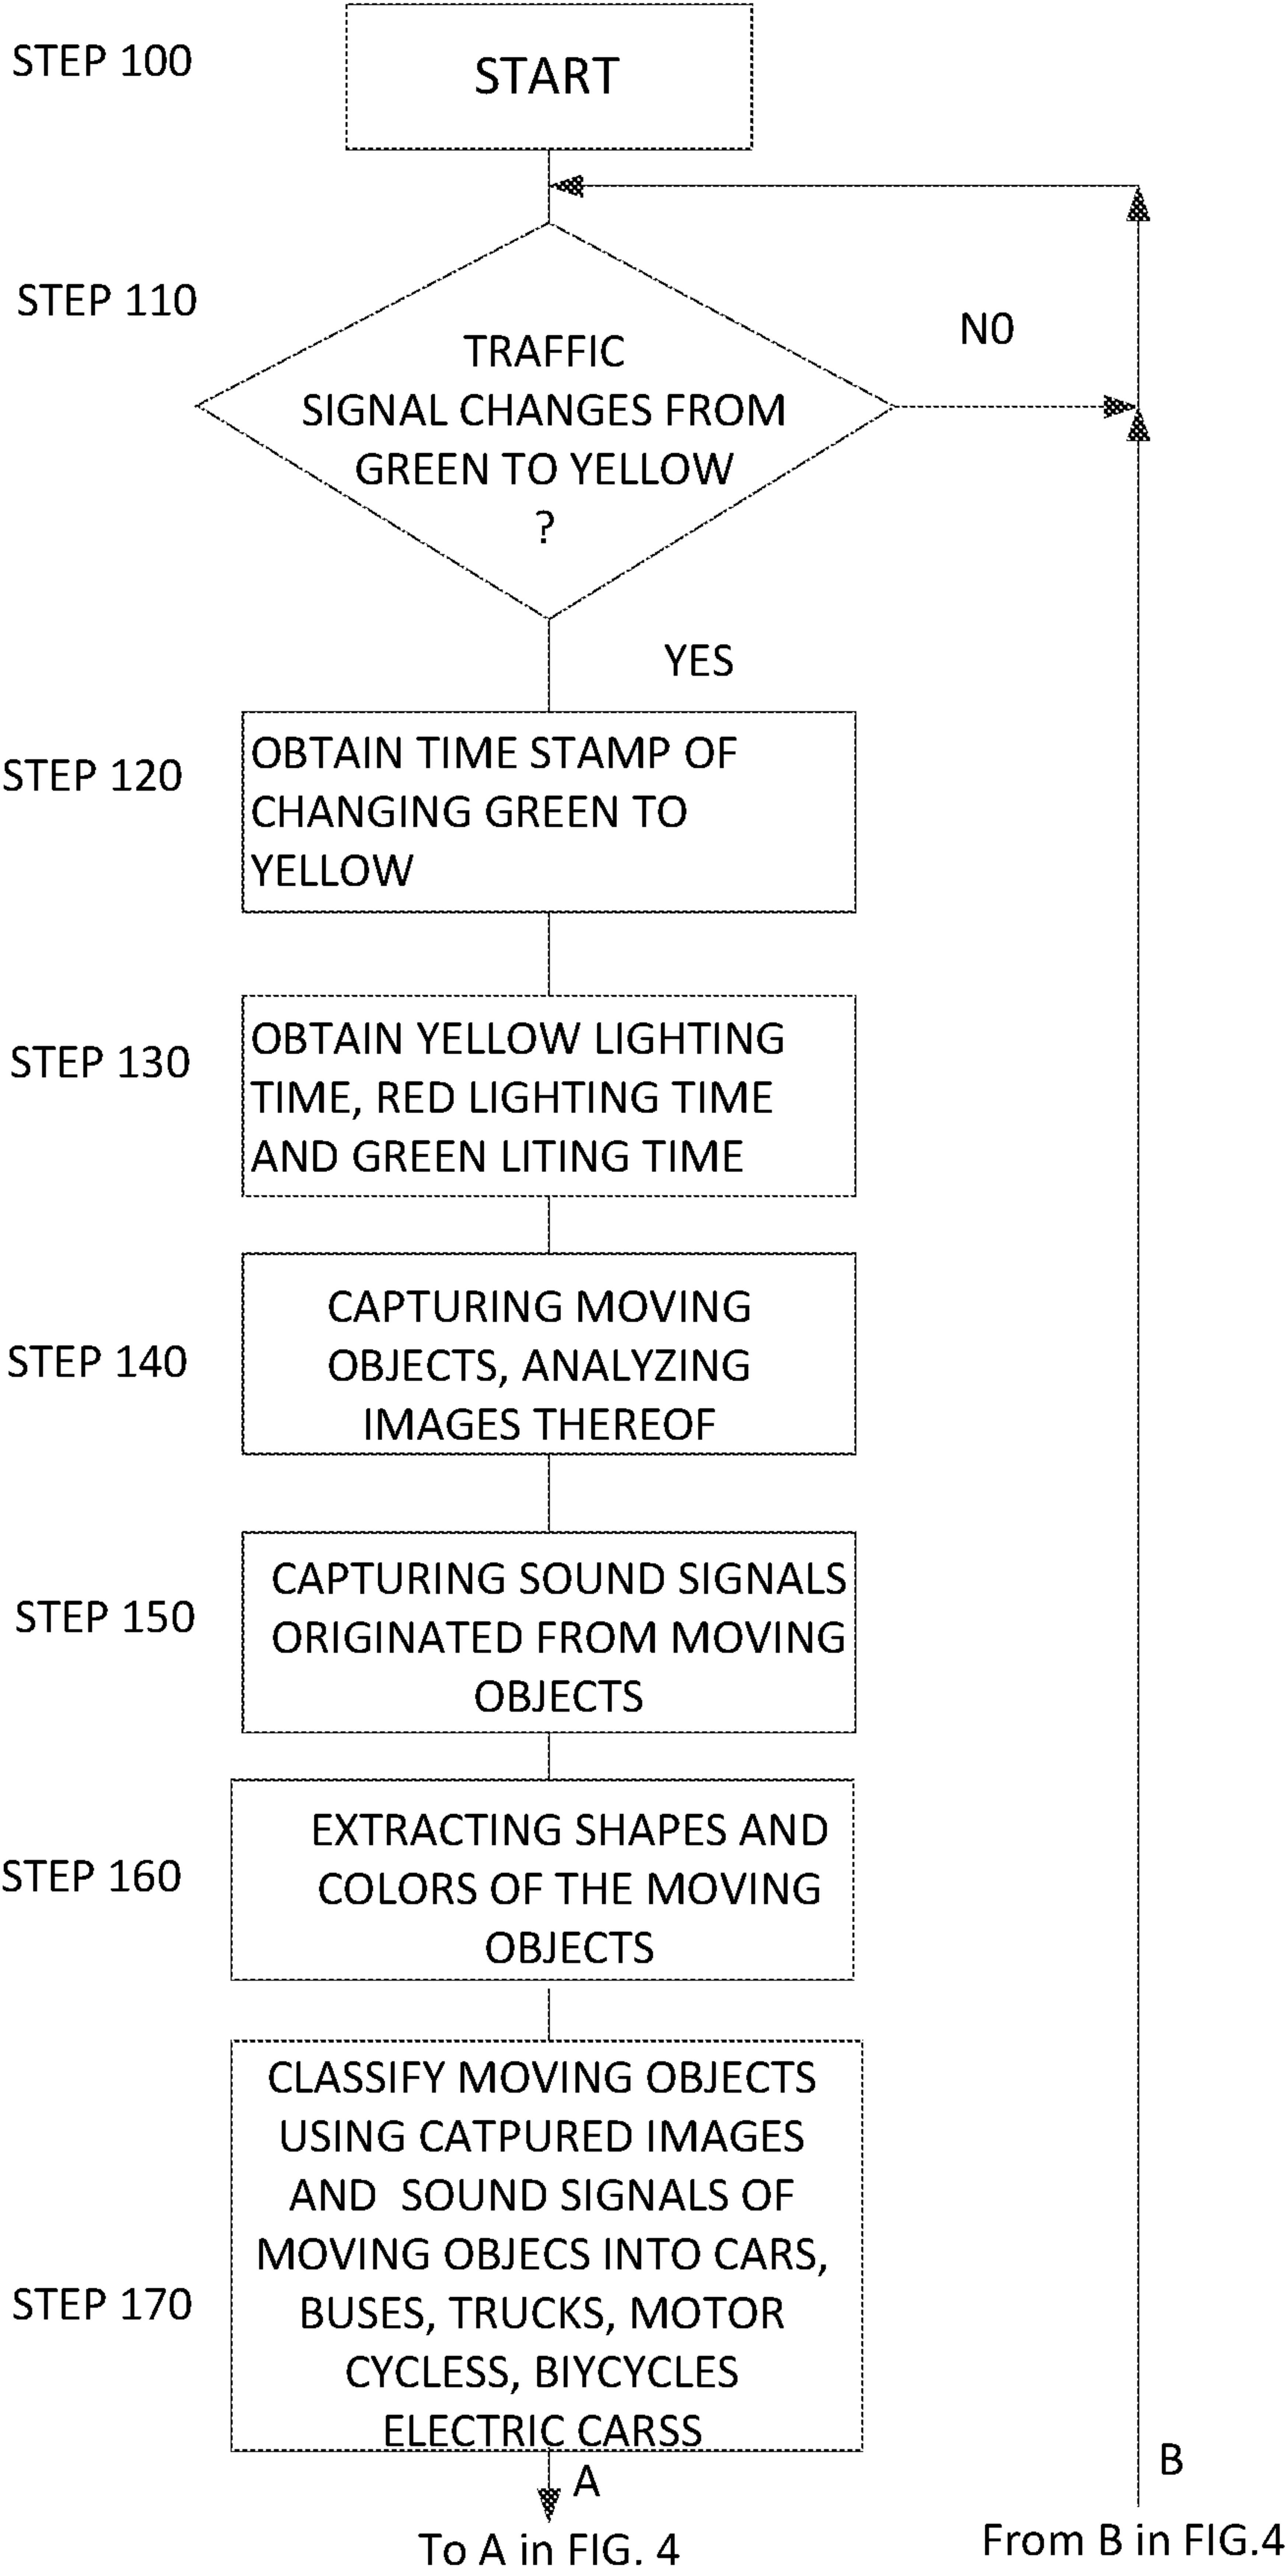 STEP 100
START
STEP 110
N0
TRAFFIC
SIGNAL CHANGES FROM
GREEN TO YELLOW
?
YES
STEP 120
OBTAIN TIME STAMP OF
CHANGING GREEN TO
YELLOW
STEP 130
OBTAIN YELLOW LIGHTING
TIME, RED LIGHTING TIME
AND GREEN LITING TIME
STEP 140
CAPTURING MOVING
OBJECTS, ANALYZING
IMAGES THEREOF
STEP 150
CAPTURING SOUND SIGNALS
ORIGINATED FROM MOVING
OBJECTS
STEP 160
EXTRACTING SHAPES AND
COLORS OF THE MOVING
OBJECTS
STEP 170
CLASSIFY MOVING OBJECTS
USING CATPURED IMAGES
AND SOUND SIGNALS OF
MOVING OBJECS INTO CARS,
BUSES, TRUCKS, MOTOR
CYCLESS, BIYCYCLES
ELECTRIC CARSS
A
To A in FIG. 4
B
From B in FIG.4